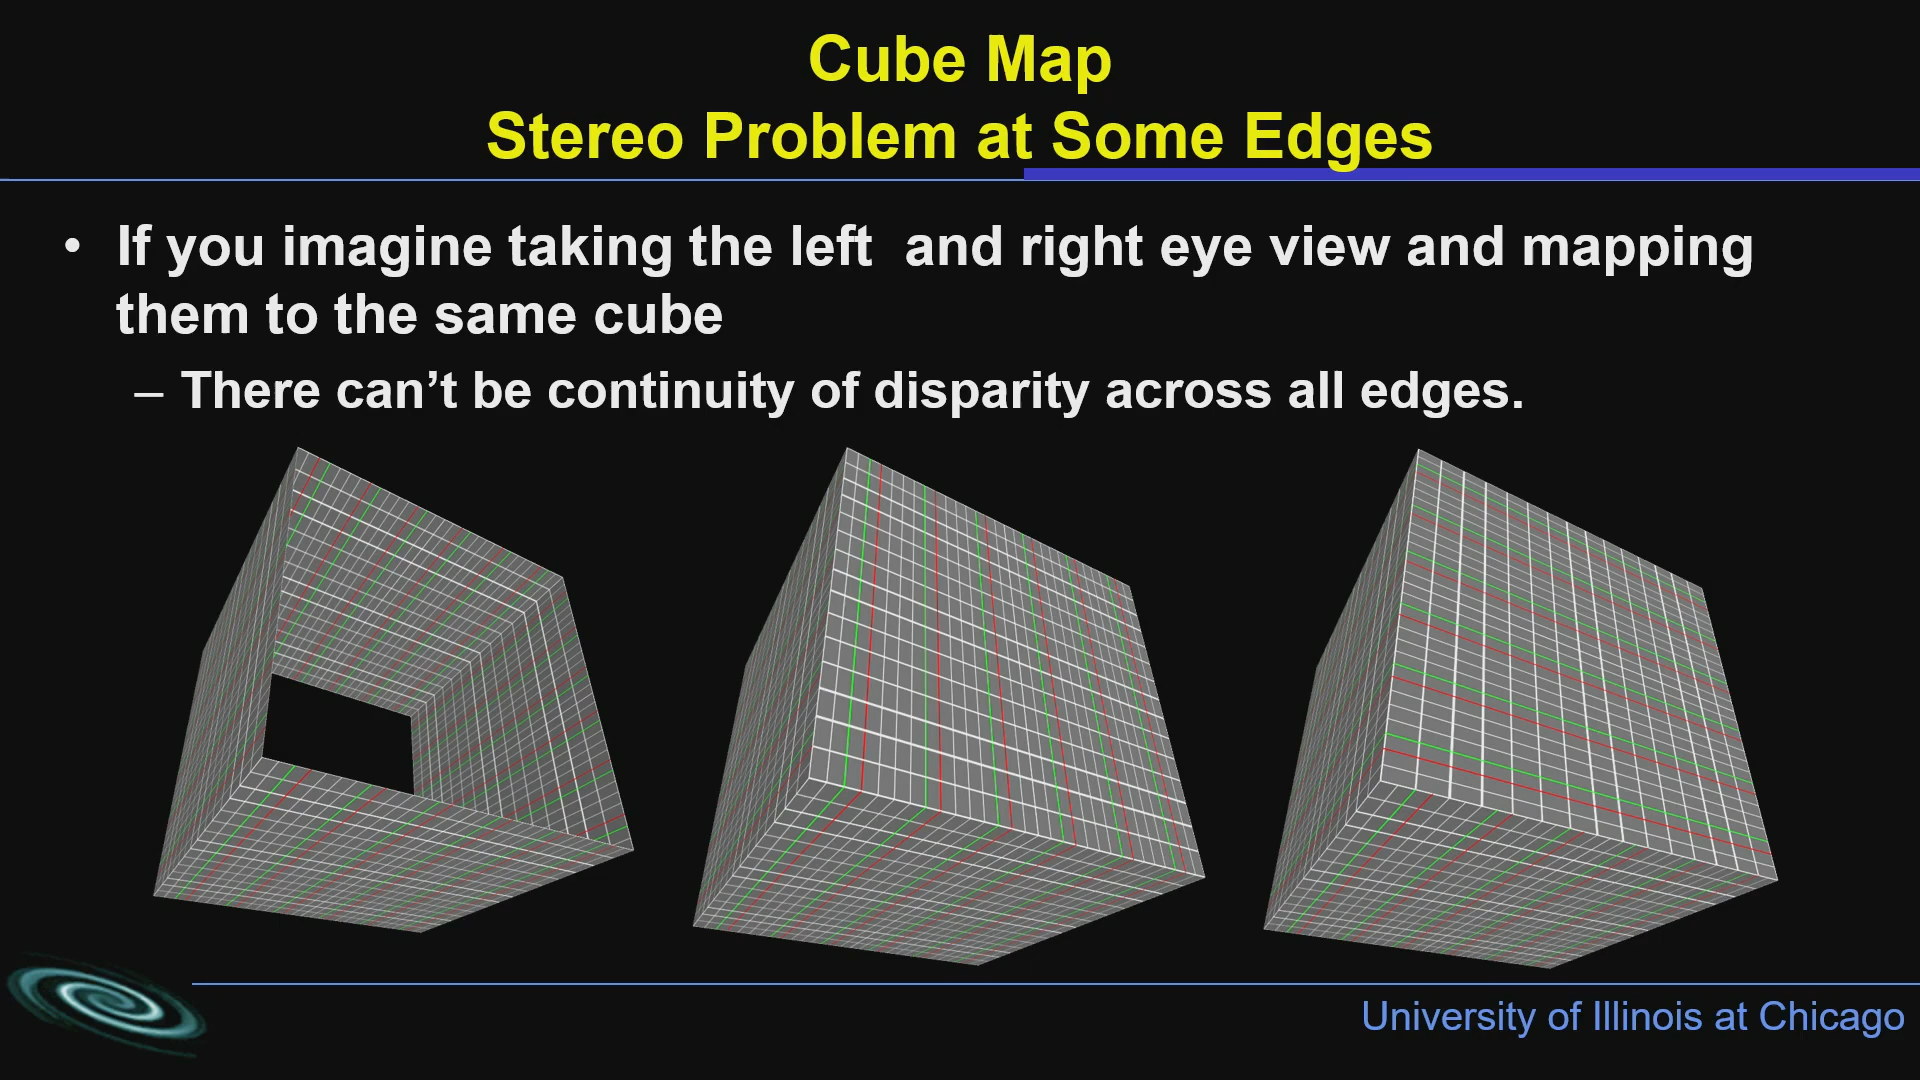 Cube Map
Stereo Problem at Some Edges
• If you imagine taking the left  and right eye view and mapping
them to the same cube
– There can’t be continuity of disparity across all edges.
University of Illinois at Chicago